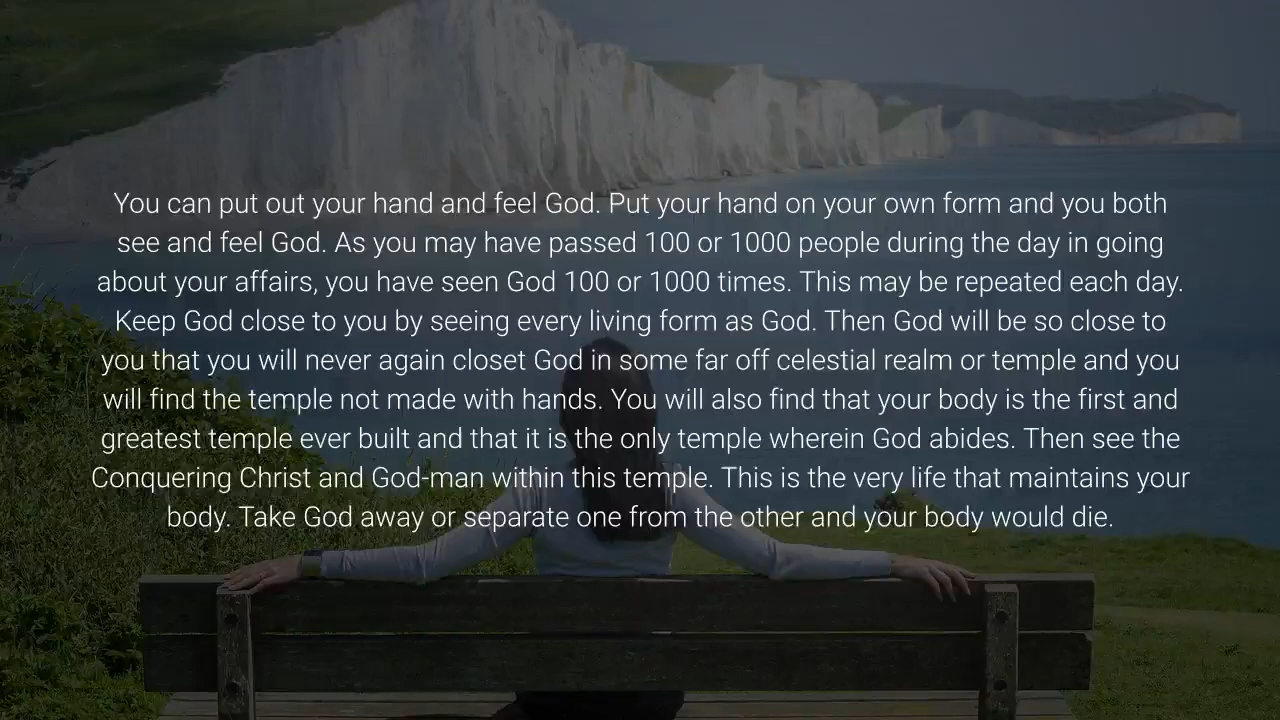 You can put out your hand and feel God. Put your hand on your own form and you both
see and feel God. As you may have passed 100 or 1000 people during the day in going
about your affairs, you have seen God 100 or 1000 times. This may be repeated each day.
Keep God close to you by seeing every living form as God. Then God will be so close to
you that you will never again closet God in some far off celestial realm or temple and you
will find the temple not made with hands. You will also find that your body is the first and
greatest temple ever built and that it is the only temple wherein God abides. Then see the
Conquering Christ and God-man within this temple. This is the very life that maintains your
body. Take God away or separate one from the other and your body would die.